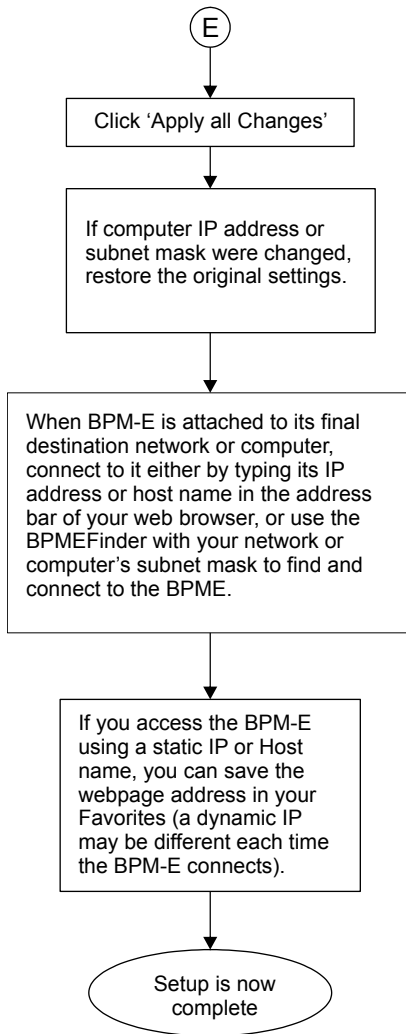 E
Click ‘Apply all Changes’
If computer IP address or
subnet mask were changed,
restore the original settings.
When BPM-E is attached to its final
destination network or computer,
connect to it either by typing its IP
address or host name in the address
bar of your web browser, or use the
BPMEFinder with your network or
computer’s subnet mask to find and
connect to the BPME.
If you access the BPM-E
using a static IP or Host
name, you can save the
webpage address in your
Favorites (a dynamic IP
may be different each time
the BPM-E connects).
Setup is now
complete